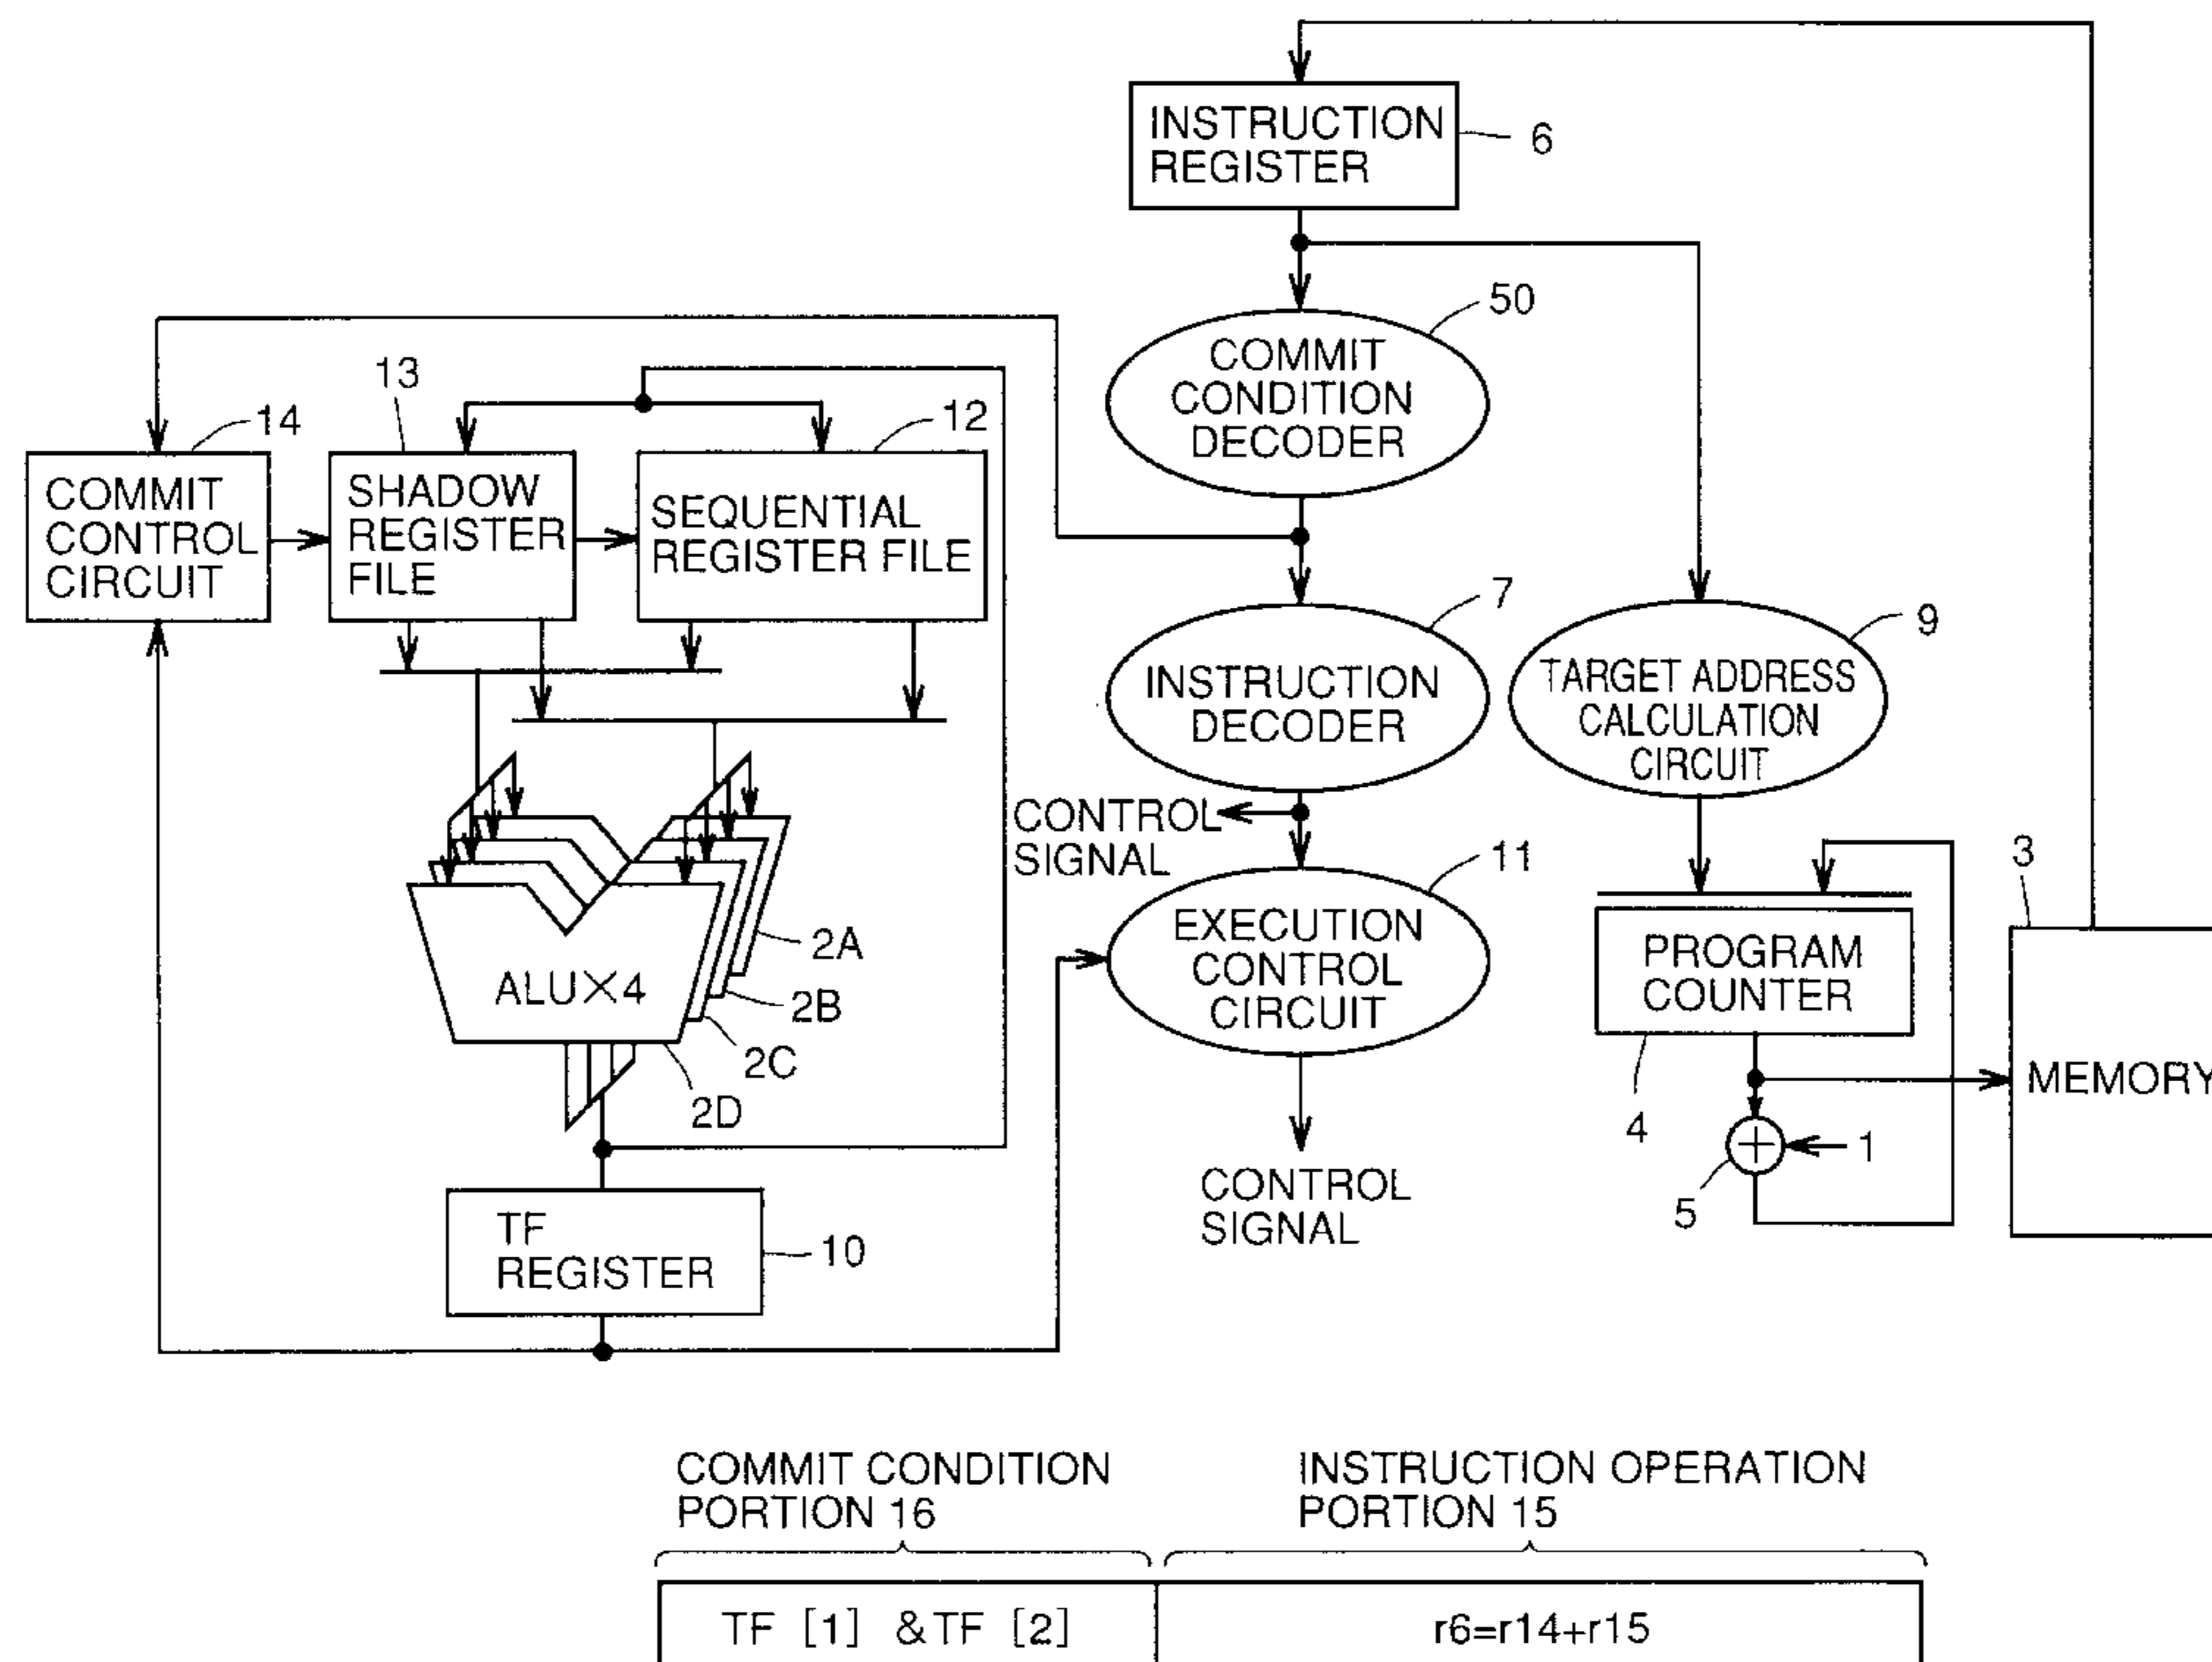 INSTRUCTION
REGISTER
6
50
COMMIT
CONDITION
DECODER
13
14
12
COMMIT
CONTROL
CIRCUIT
SHADOW
REGISTER
FILE
SEQUENTIAL
REGISTER FILE
7
INSTRUCTION
DECODER
9
TARGET ADDRESS
CALCULATION
CIRCUIT
CONTROL
SIGNAL
11
EXECUTION
CONTROL
CIRCUIT
3
PROGRAM
COUNTER
MEMORY
ALU×4
2A
2B
2C
2D
4
1
5
CONTROL
SIGNAL
TF
REGISTER
10
COMMIT CONDITION
PORTION 16
INSTRUCTION OPERATION
PORTION 15
TF [1] &TF [2]
r6=r14+r15